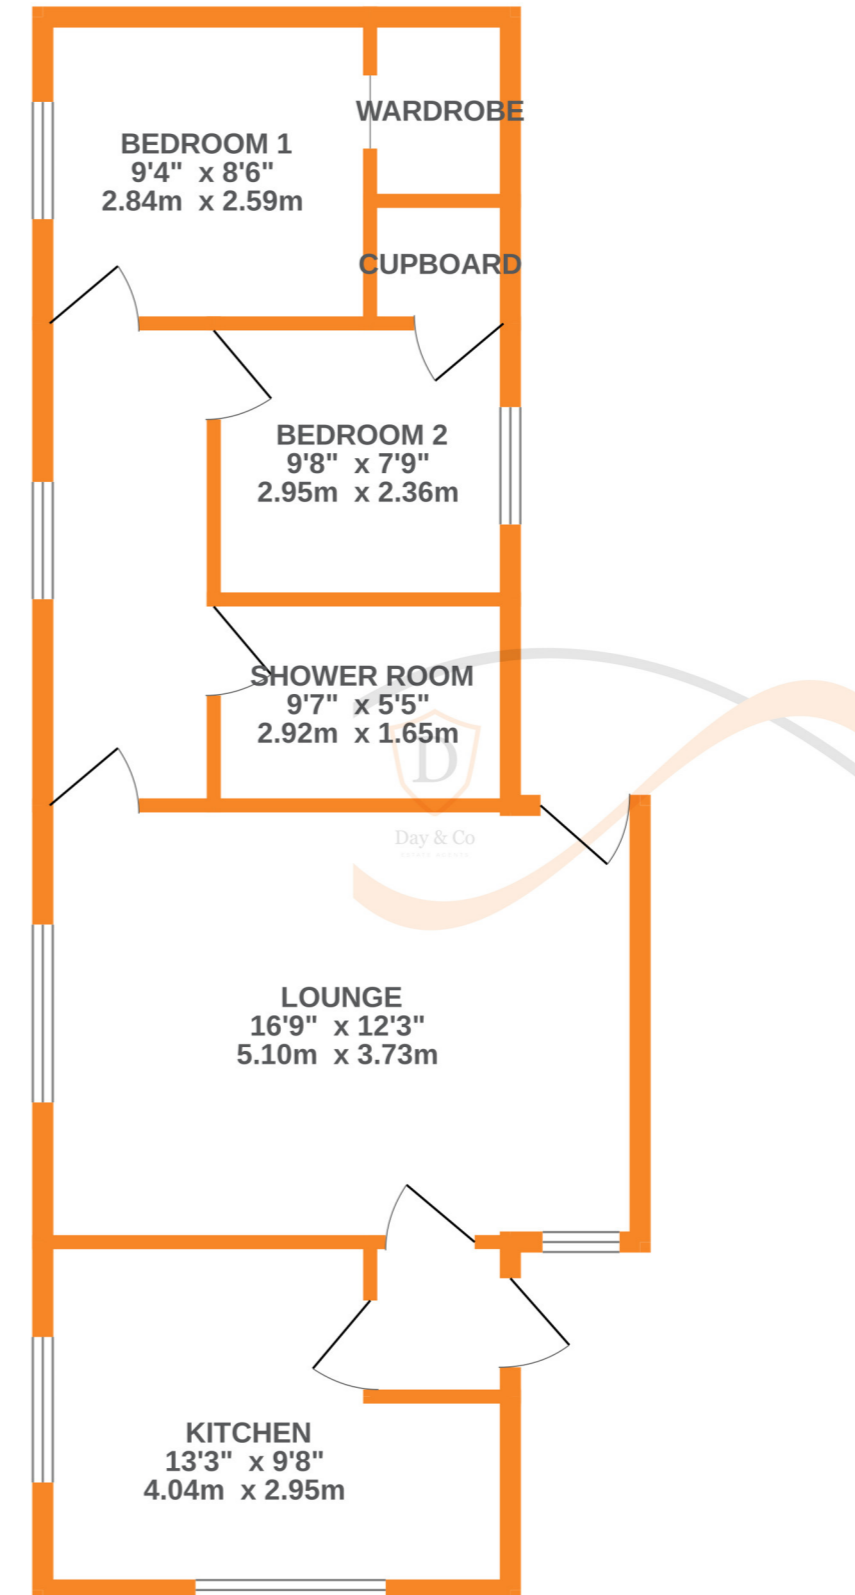 WARDROBE
BEDROOM 1
9'4" x 8'6"
2.84m x 2.59m
CUPBOARD
BEDROOM 2
9'8" x 7'9"
2.95m x 2.36m
SHOWER ROOM
9'7" x 5'5"
2.92m x 1.65m
D
Day & Co
LOUNGE
16'9" x 12'3"
5.10m x 3.73m
KITCHEN
13'3" x 9'8"
4.04m x 2.95m